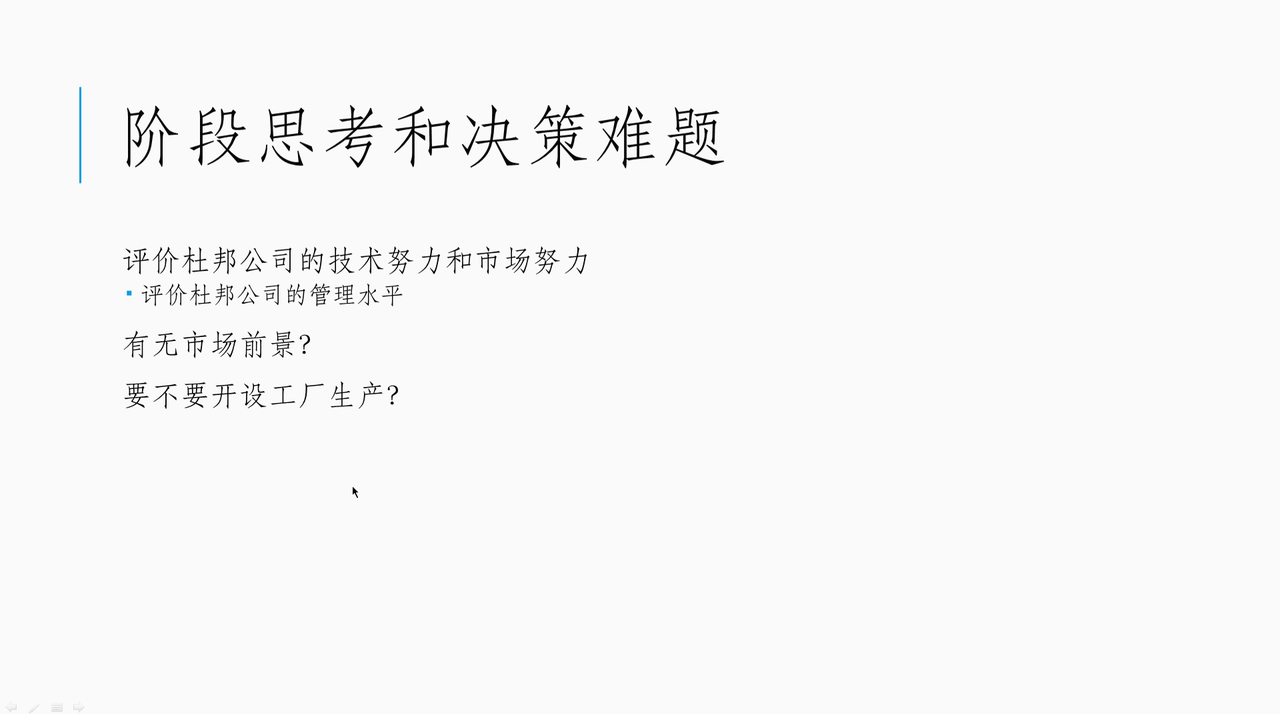 阶段思考和决策难题
评价杜邦公司的技术努力和市场努力
▪ 评价杜邦公司的管理水平
有无市场前景?
要不要开设工厂生产?